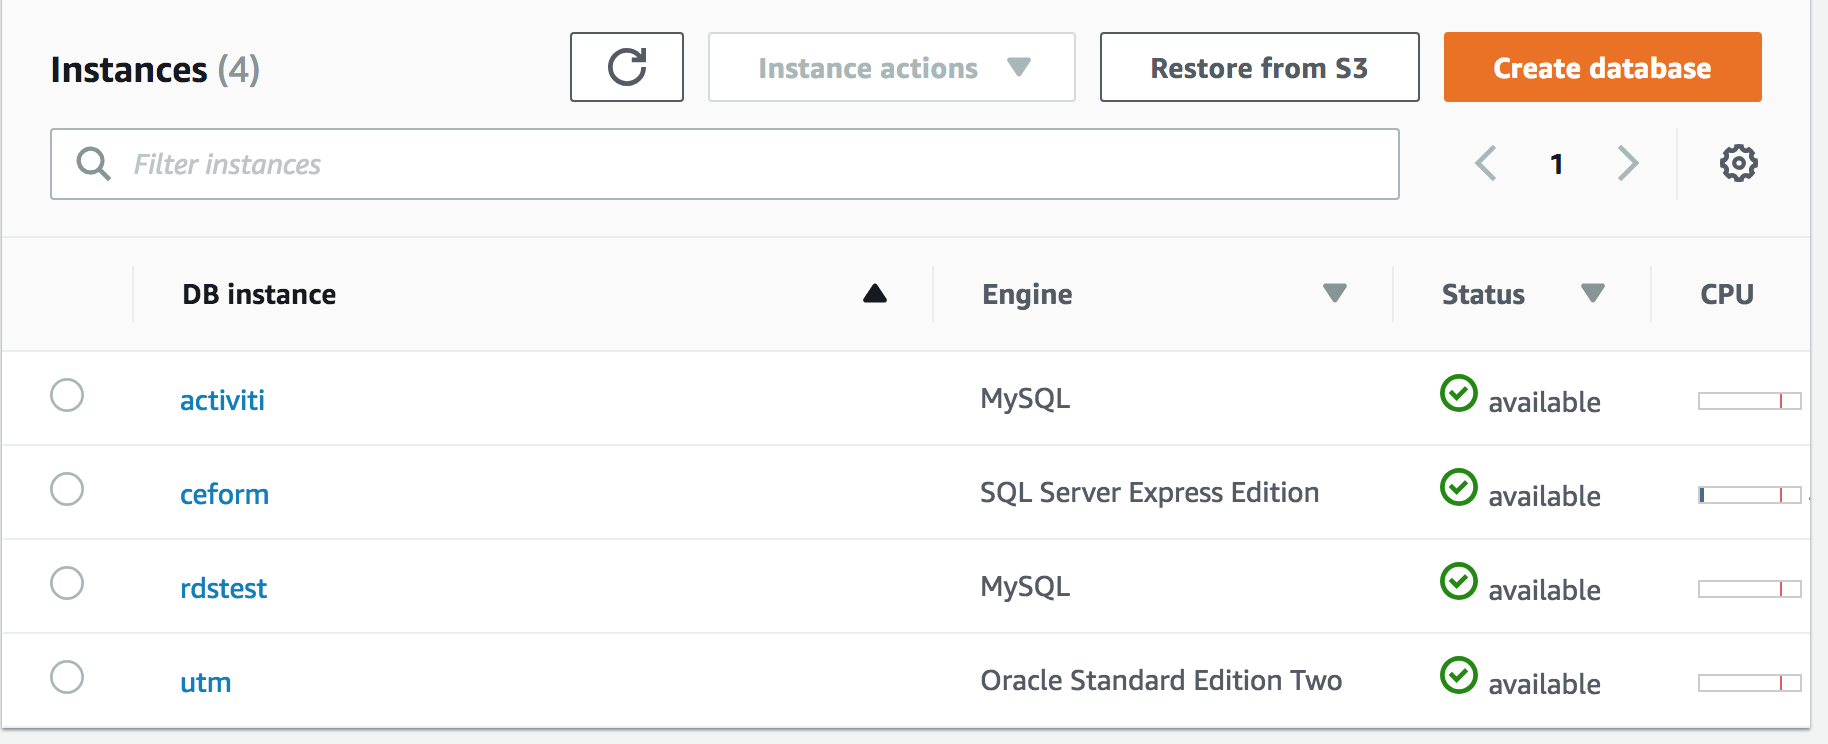 Instances (4)
Instance actions
Restore from S3
Create database
Filter instances
1
DB instance Engine Status CPU
activiti MySQL available
ceform SQL Server Express Edition available
rdstest MySQL available
utm Oracle Standard Edition Two available